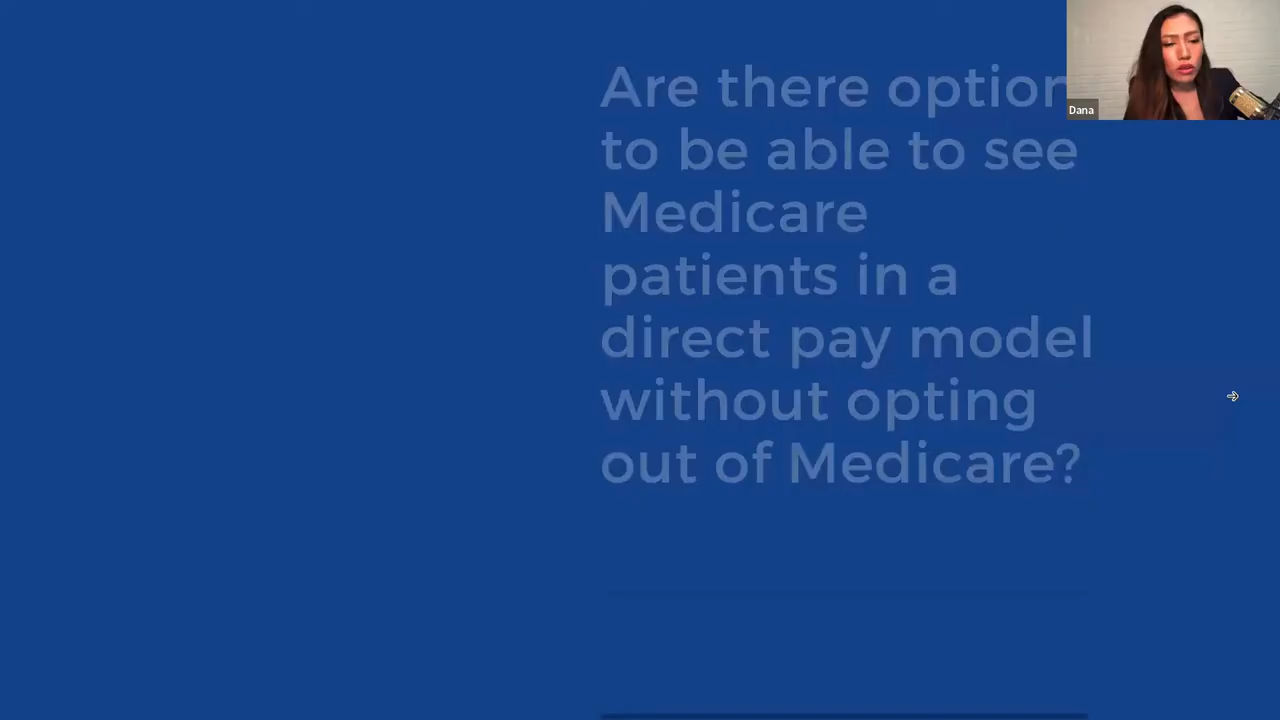 Are there option
to be able to see
Medicare
patients in a
direct pay model
without opting
out of Medicare?
Dana